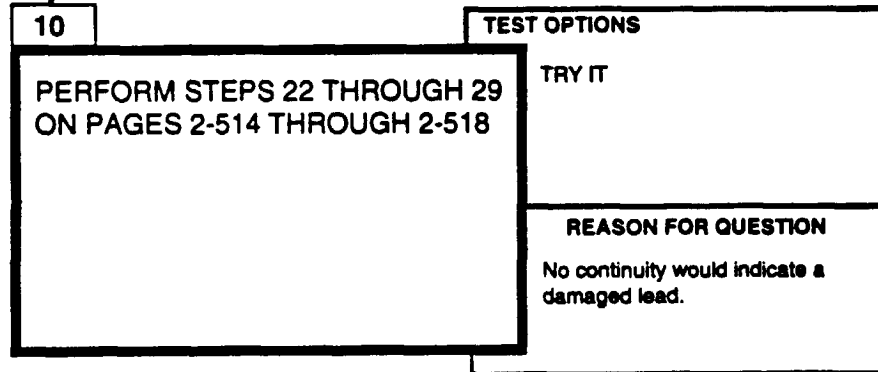 10
PERFORM STEPS 22 THROUGH 29
ON PAGES 2-514 THROUGH 2-518
TEST OPTIONS
TRY IT
REASON FOR QUESTION
No continuity would indicate a
damaged lead.